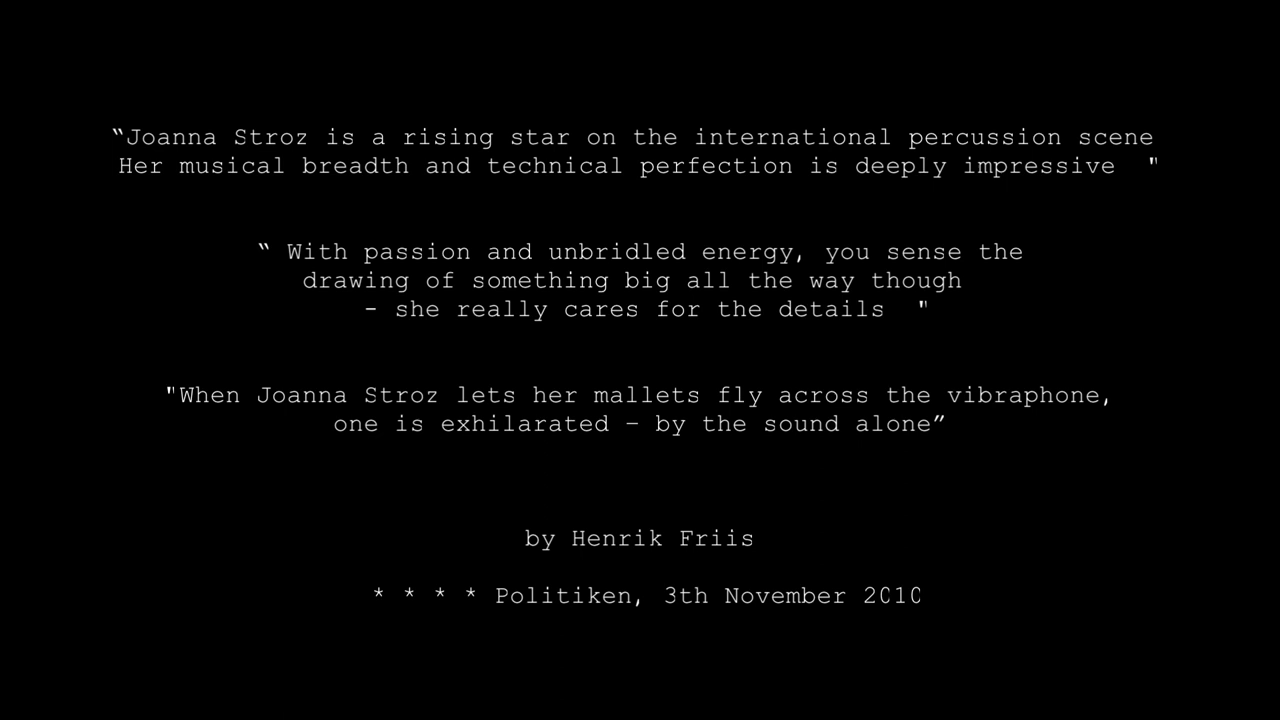 “Joanna Stroz is a rising star on the international percussion scene
Her musical breadth and technical perfection is deeply impressive "
“ With passion and unbridled energy, you sense the
drawing of something big all the way though
- she really cares for the details "
"When Joanna Stroz lets her mallets fly across the vibraphone,
one is exhilarated – by the sound alone”
by Henrik Friis
* * * * Politiken, 3th November 2010